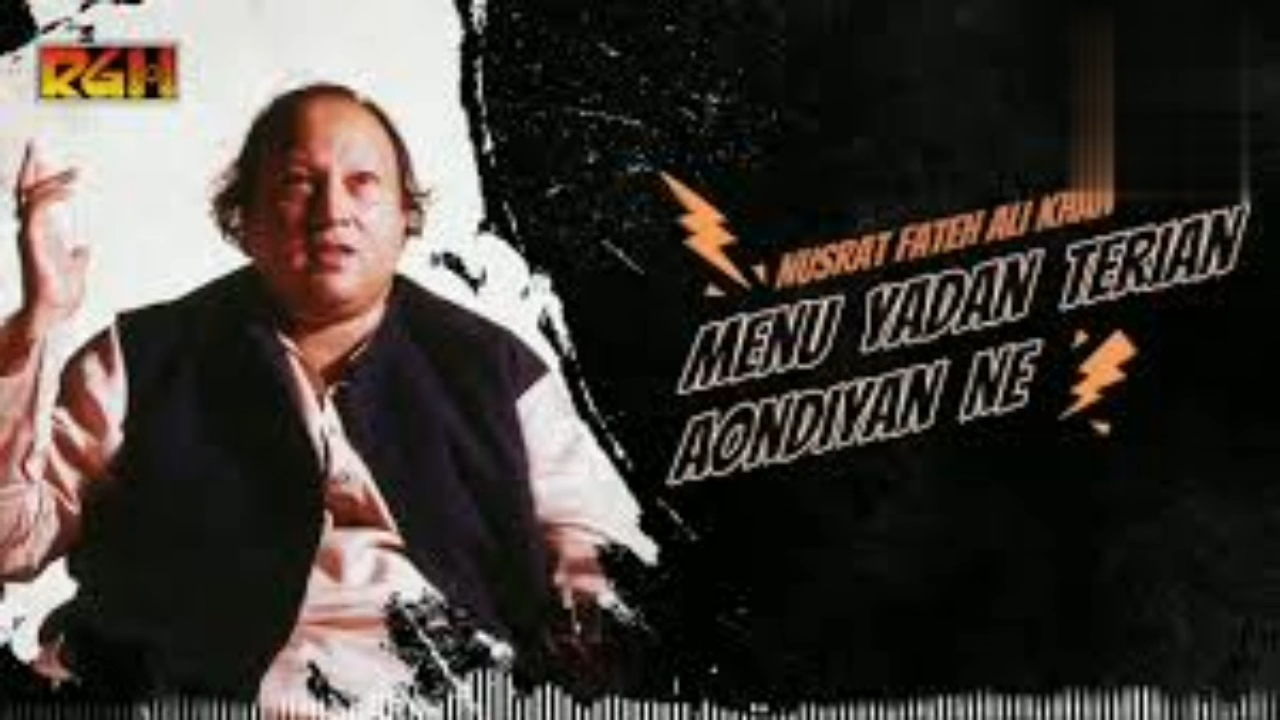 RGH
NUSRAT FATEH ALI KHAN
MENU YADAN TERIAN
AONDIYAN NE